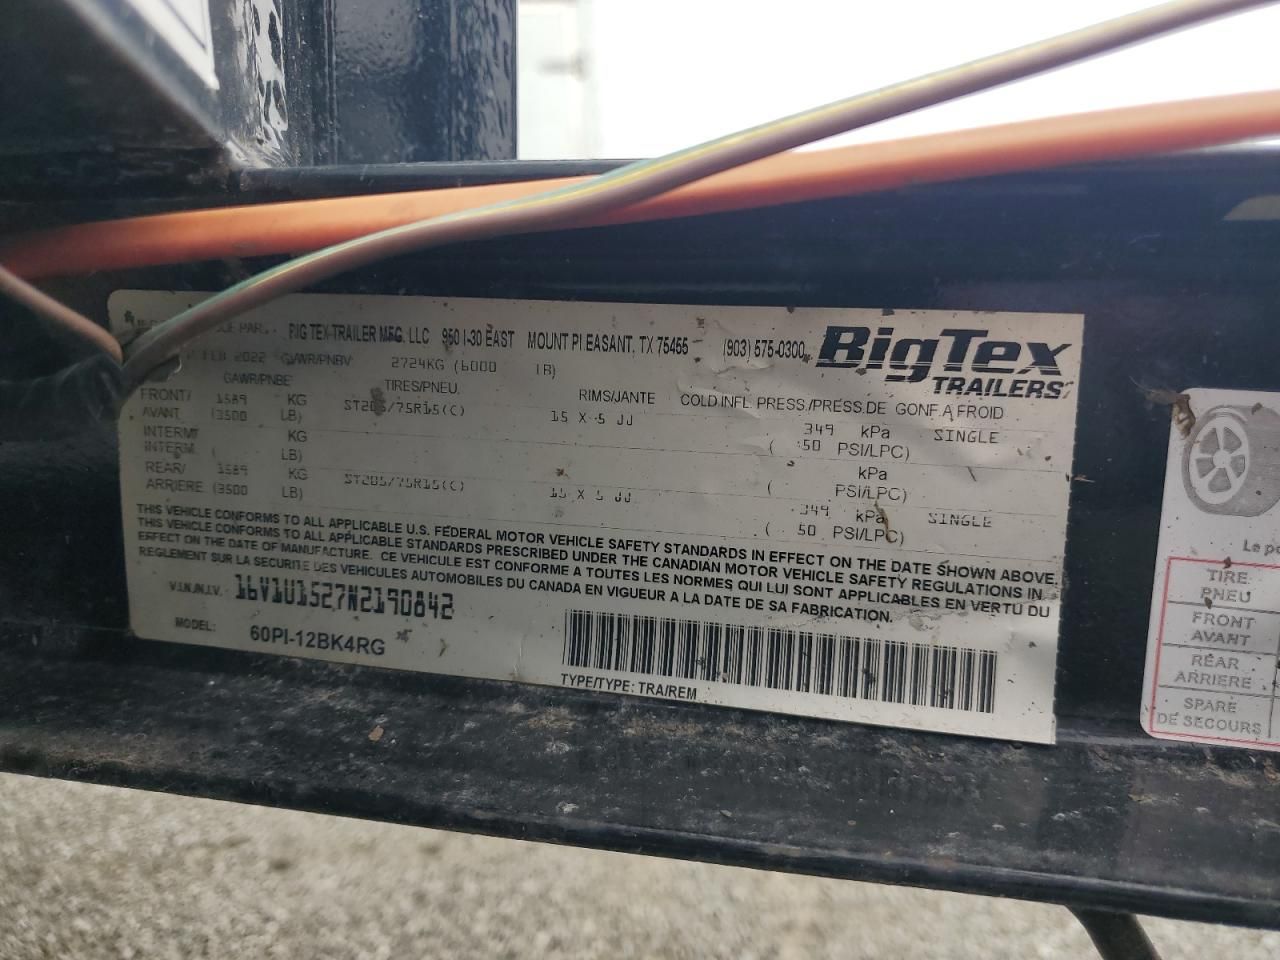 BIG TEX TRAILER MFG. LLC 950 I-30 EAST MOUNT PLEASANT, TX 75455 (903) 575-0300
BigTex
TRAILERS
FEB 2022 GVWR/PNBV 2724KG (6000 LB)
GAWR/PNBE TIRES/PNEU RIMS/JANTE COLD INFL. PRESS./PRESS. DE GONF. A FROID
FRONT/ 1589 KG ST205/75R15(C) 15 X 5 JJ 349 kPa SINGLE
AVANT (3500 LB) ( 50 PSI/LPC)
INTERM/ KG kPa
INTERM. ( LB) ( PSI/LPC)
REAR/ 1589 KG ST205/75R15(C) 15 X 5 JJ 349 kPa SINGLE
ARRIERE (3500 LB) ( 50 PSI/LPC)
THIS VEHICLE CONFORMS TO ALL APPLICABLE U.S. FEDERAL MOTOR VEHICLE SAFETY STANDARDS IN EFFECT ON THE DATE SHOWN ABOVE.
THIS VEHICLE CONFORMS TO ALL APPLICABLE STANDARDS PRESCRIBED UNDER THE CANADIAN MOTOR VEHICLE SAFETY REGULATIONS IN
EFFECT ON THE DATE OF MANUFACTURE. CE VEHICULE EST CONFORME A TOUTES LES NORMES QUI LUI SONT APPLICABLES EN VERTU DU
REGLEMENT SUR LA SECURITE DES VEHICULES AUTOMOBILES DU CANADA EN VIGUEUR A LA DATE DE SA FABRICATION.
V.I.N./N.I.V. 16V1U1527N2190842
MODEL: 60PI-12BK4RG
TYPE/TYPE: TRA/REM
TIRE
PNEU
FRONT
AVANT
REAR
ARRIERE
SPARE
DE SECOURS